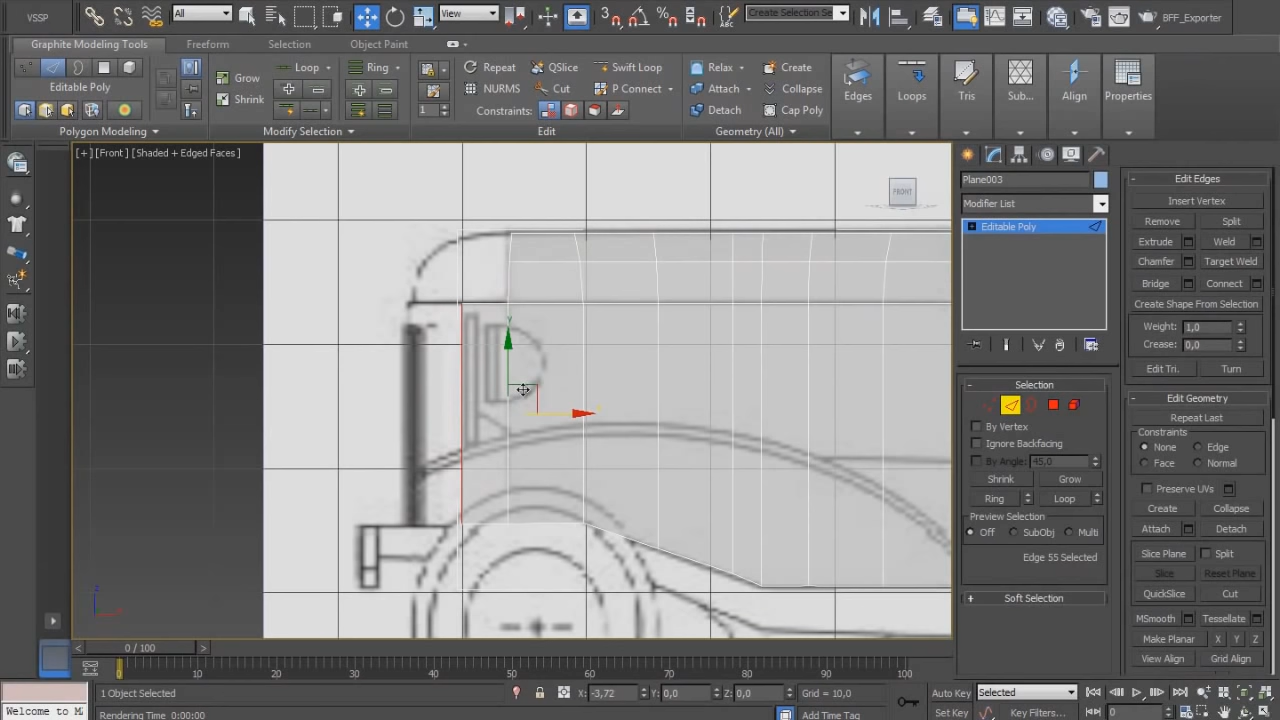 VSSP
All
View
Create Selection Se
BFF_Exporter
Graphite Modeling Tools
Freeform
Selection
Object Paint
Editable Poly
Polygon Modeling
Grow
Shrink
Loop
Ring
Modify Selection
1
Repeat
QSlice
Swift Loop
NURMS
Cut
P Connect
Constraints:
Edit
Relax
Create
Attach
Collapse
Detach
Cap Poly
Geometry (All)
Edges
Loops
Tris
Sub...
Align
Properties
[+][Front][Shaded + Edged Faces]
FRONT
Plane003
Modifier List
Editable Poly
Selection
By Vertex
Ignore Backfacing
By Angle: 45,0
Shrink
Grow
Ring
Loop
Preview Selection
Off
SubObj
Multi
Edge 55 Selected
Soft Selection
Edit Edges
Insert Vertex
Remove
Split
Extrude
Weld
Chamfer
Target Weld
Bridge
Connect
Create Shape From Selection
Weight: 1,0
Crease: 0,0
Edit Tri.
Turn
Edit Geometry
Repeat Last
Constraints
None
Edge
Face
Normal
Preserve UVs
Create
Collapse
Attach
Detach
Slice Plane
Split
Slice
Reset Plane
QuickSlice
Cut
MSmooth
Tessellate
Make Planar
X
Y
Z
View Align
Grid Align
0 / 100
0
10
20
30
40
50
60
70
80
90
100
1 Object Selected
X: -3,72
Y: 0,0
Z: 0,0
Grid = 10,0
Auto Key
Selected
Welcome to M
Rendering Time 0:00:00
Add Time Tag
Set Key
Key Filters...
0